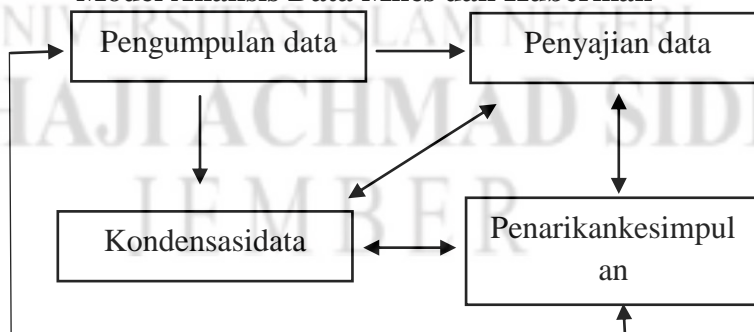 Model Analisis Data Miles dan Huberman
UNIVERSITAS ISLAM NEGERI
Pengumpulan data
Penyajian data
HAJI ACHMAD SID
JEMBER
Kondensasidata
Penarikankesimpul
an